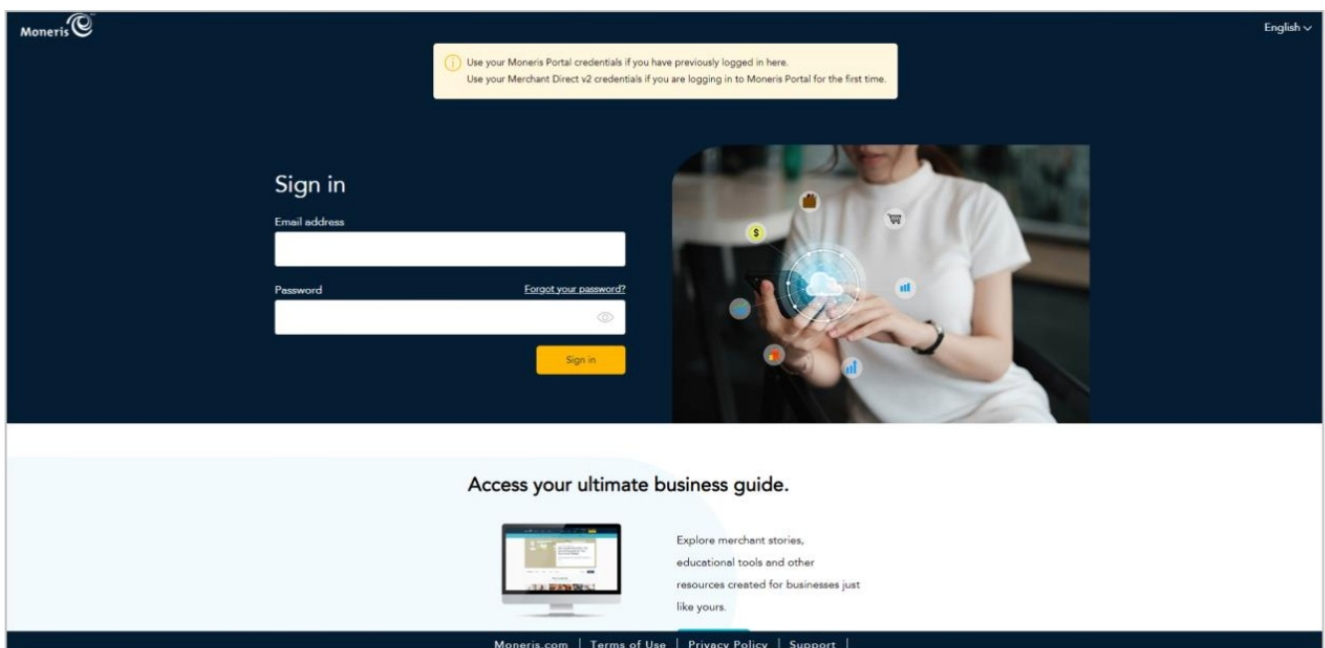 Moneris
English
Use your Moneris Portal credentials if you have previously logged in here.
Use your Merchant Direct v2 credentials if you are logging in to Moneris Portal for the first time.
Sign in
Email address
Password
Forgot your password?
Sign in
$
Access your ultimate business guide.
Explore merchant stories,
educational tools and other
resources created for businesses just
like yours.
Moneris.com | Terms of Use | Privacy Policy | Support |